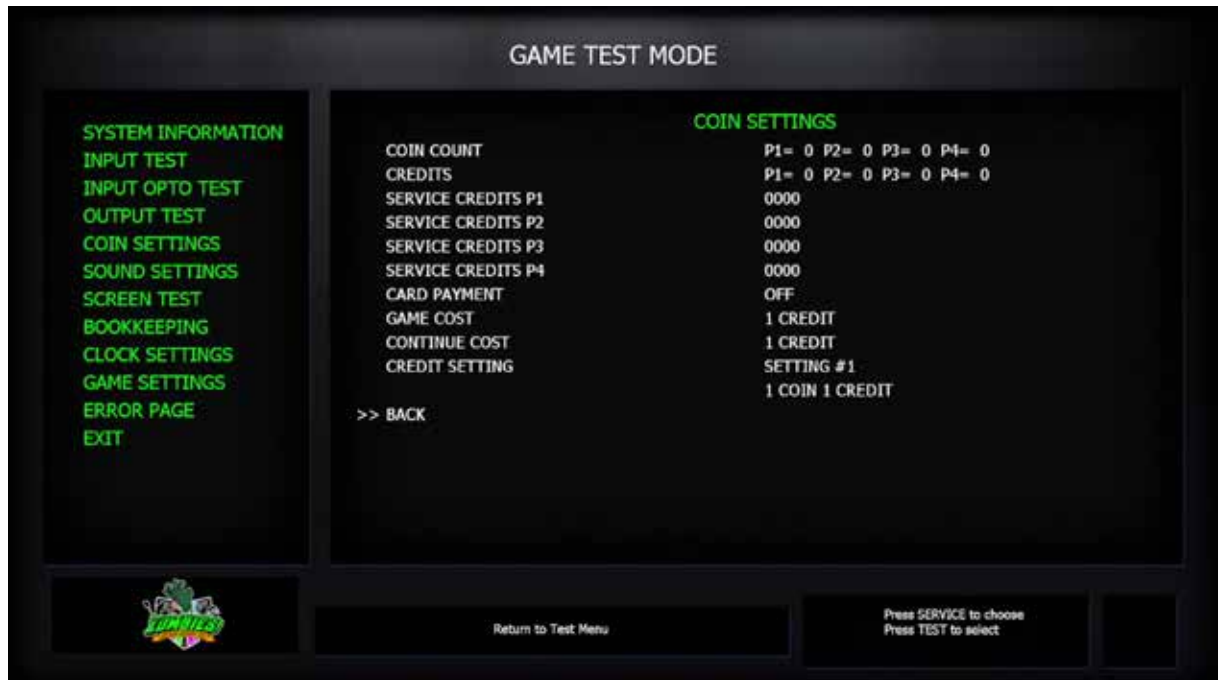 GAME TEST MODE
SYSTEM INFORMATION
INPUT TEST
INPUT OPTO TEST
OUTPUT TEST
COIN SETTINGS
SOUND SETTINGS
SCREEN TEST
BOOKKEEPING
CLOCK SETTINGS
GAME SETTINGS
ERROR PAGE
EXIT
COIN SETTINGS
COIN COUNT P1= 0 P2= 0 P3= 0 P4= 0
CREDITS P1= 0 P2= 0 P3= 0 P4= 0
SERVICE CREDITS P1 0000
SERVICE CREDITS P2 0000
SERVICE CREDITS P3 0000
SERVICE CREDITS P4 0000
CARD PAYMENT OFF
GAME COST 1 CREDIT
CONTINUE COST 1 CREDIT
CREDIT SETTING SETTING #1
1 COIN 1 CREDIT
>> BACK
ZOMBIES
Return to Test Menu
Press SERVICE to choose
Press TEST to select